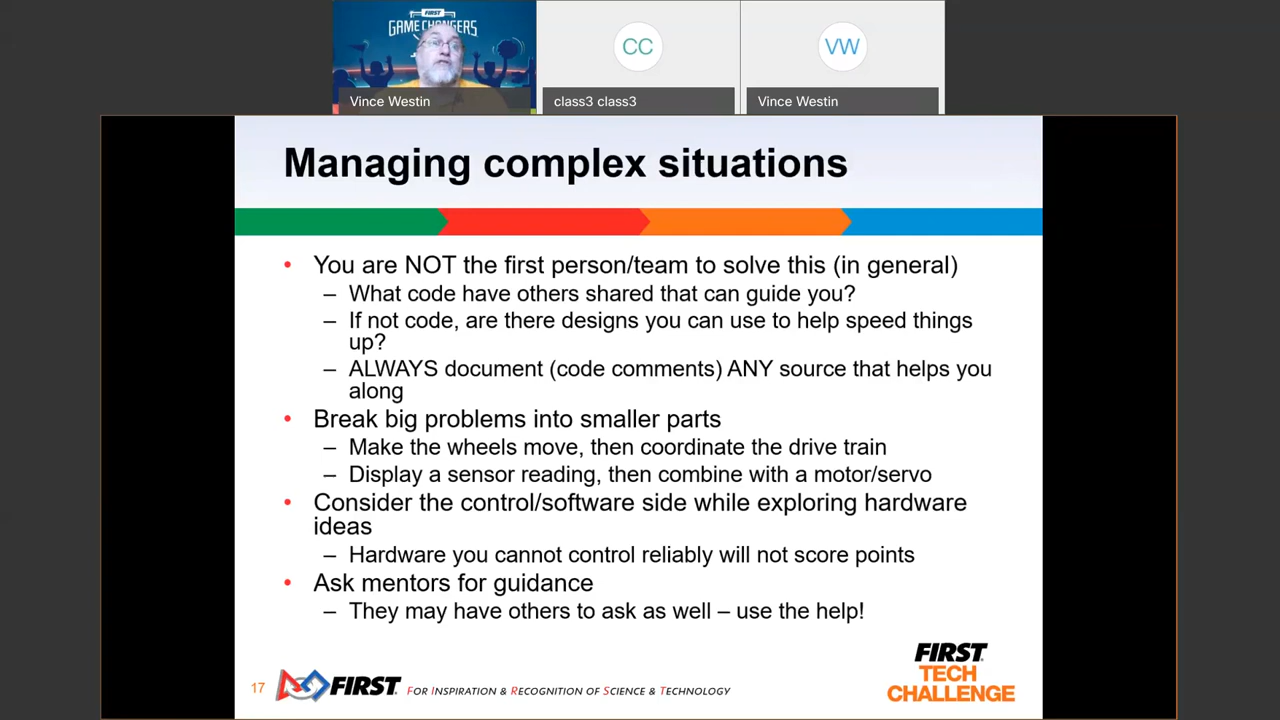 FIRST
GAME CHANGERS
CC
VW
Vince Westin
class3 class3
Vince Westin
Managing complex situations
• You are NOT the first person/team to solve this (in general)
– What code have others shared that can guide you?
– If not code, are there designs you can use to help speed things
up?
– ALWAYS document (code comments) ANY source that helps you
along
• Break big problems into smaller parts
– Make the wheels move, then coordinate the drive train
– Display a sensor reading, then combine with a motor/servo
• Consider the control/software side while exploring hardware
ideas
– Hardware you cannot control reliably will not score points
• Ask mentors for guidance
– They may have others to ask as well – use the help!
17
FIRST
FOR INSPIRATION & RECOGNITION OF SCIENCE & TECHNOLOGY
FIRST
TECH
CHALLENGE